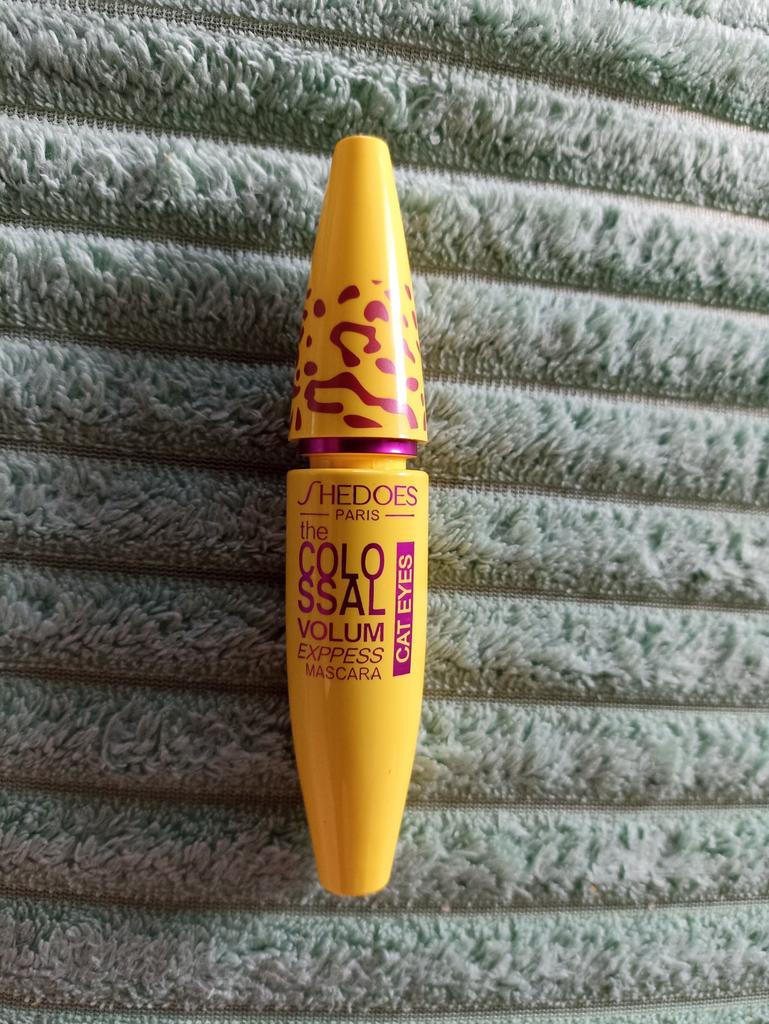 SHEDOES
PARIS
the
COLO
SSAL
VOLUM
EXPPESS
MASCARA
CAT EYES